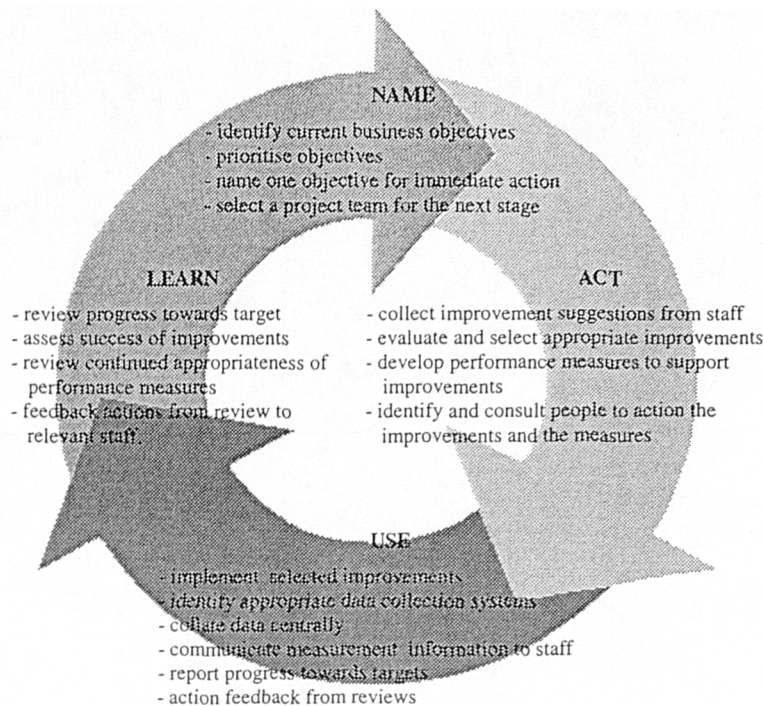 NAME
- identify current business objectives
- prioritise objectives
- name one objective for immediate action
- select a project team for the next stage
LEARN
- review progress towards target
- assess success of improvements
- review continued appropriateness of
performance measures
- feedback actions from review to
relevant staff.
ACT
- collect improvement suggestions from staff
- evaluate and select appropriate improvements
- develop performance measures to support
improvements
- identify and consult people to action the
improvements and the measures
USE
- implement selected improvements
- identify appropriate data collection systems
- collate data centrally
- communicate measurement information to staff
- report progress towards targets
- action feedback from reviews